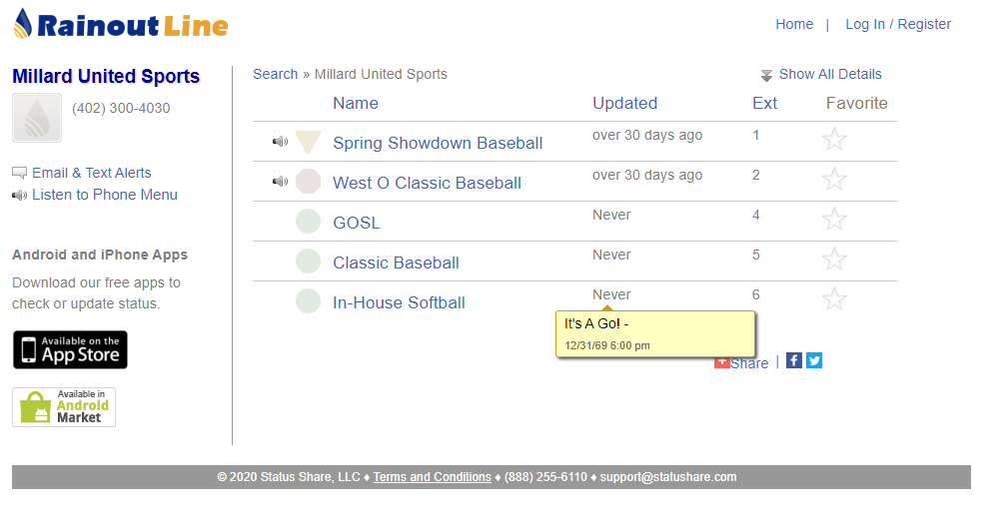 Rainout Line
Home | Log In / Register
Millard United Sports
(402) 300-4030
Email & Text Alerts
Listen to Phone Menu
Android and iPhone Apps
Download our free apps to
check or update status.
Available on the
App Store
Available in
Android
Market
Search » Millard United Sports
Show All Details
Name Updated Ext Favorite
Spring Showdown Baseball over 30 days ago 1
West O Classic Baseball over 30 days ago 2
GOSL Never 4
Classic Baseball Never 5
In-House Softball Never 6
It's A Go! -
12/31/69 6:00 pm
Share |
© 2020 Status Share, LLC ♦ Terms and Conditions ♦ (888) 255-6110 ♦ support@statushare.com